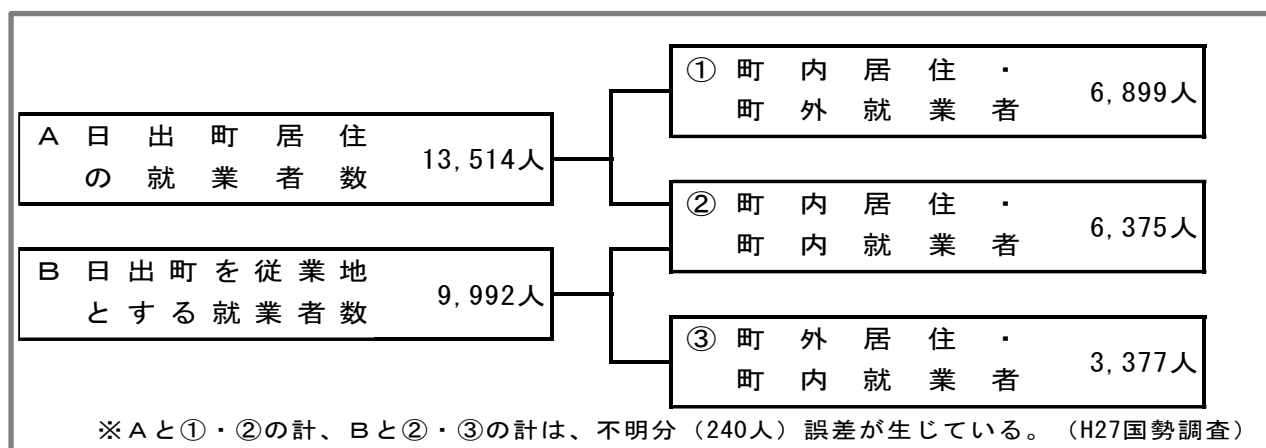 ① 町内居住・
町外就業者 6,899人
A 日出町居住
の就業者数 13,514人
② 町内居住・
町内就業者 6,375人
B 日出町を従業地
とする就業者数 9,992人
③ 町外居住・
町内就業者 3,377人
※Aと①・②の計、Bと②・③の計は、不明分（240人）誤差が生じている。（H27国勢調査）